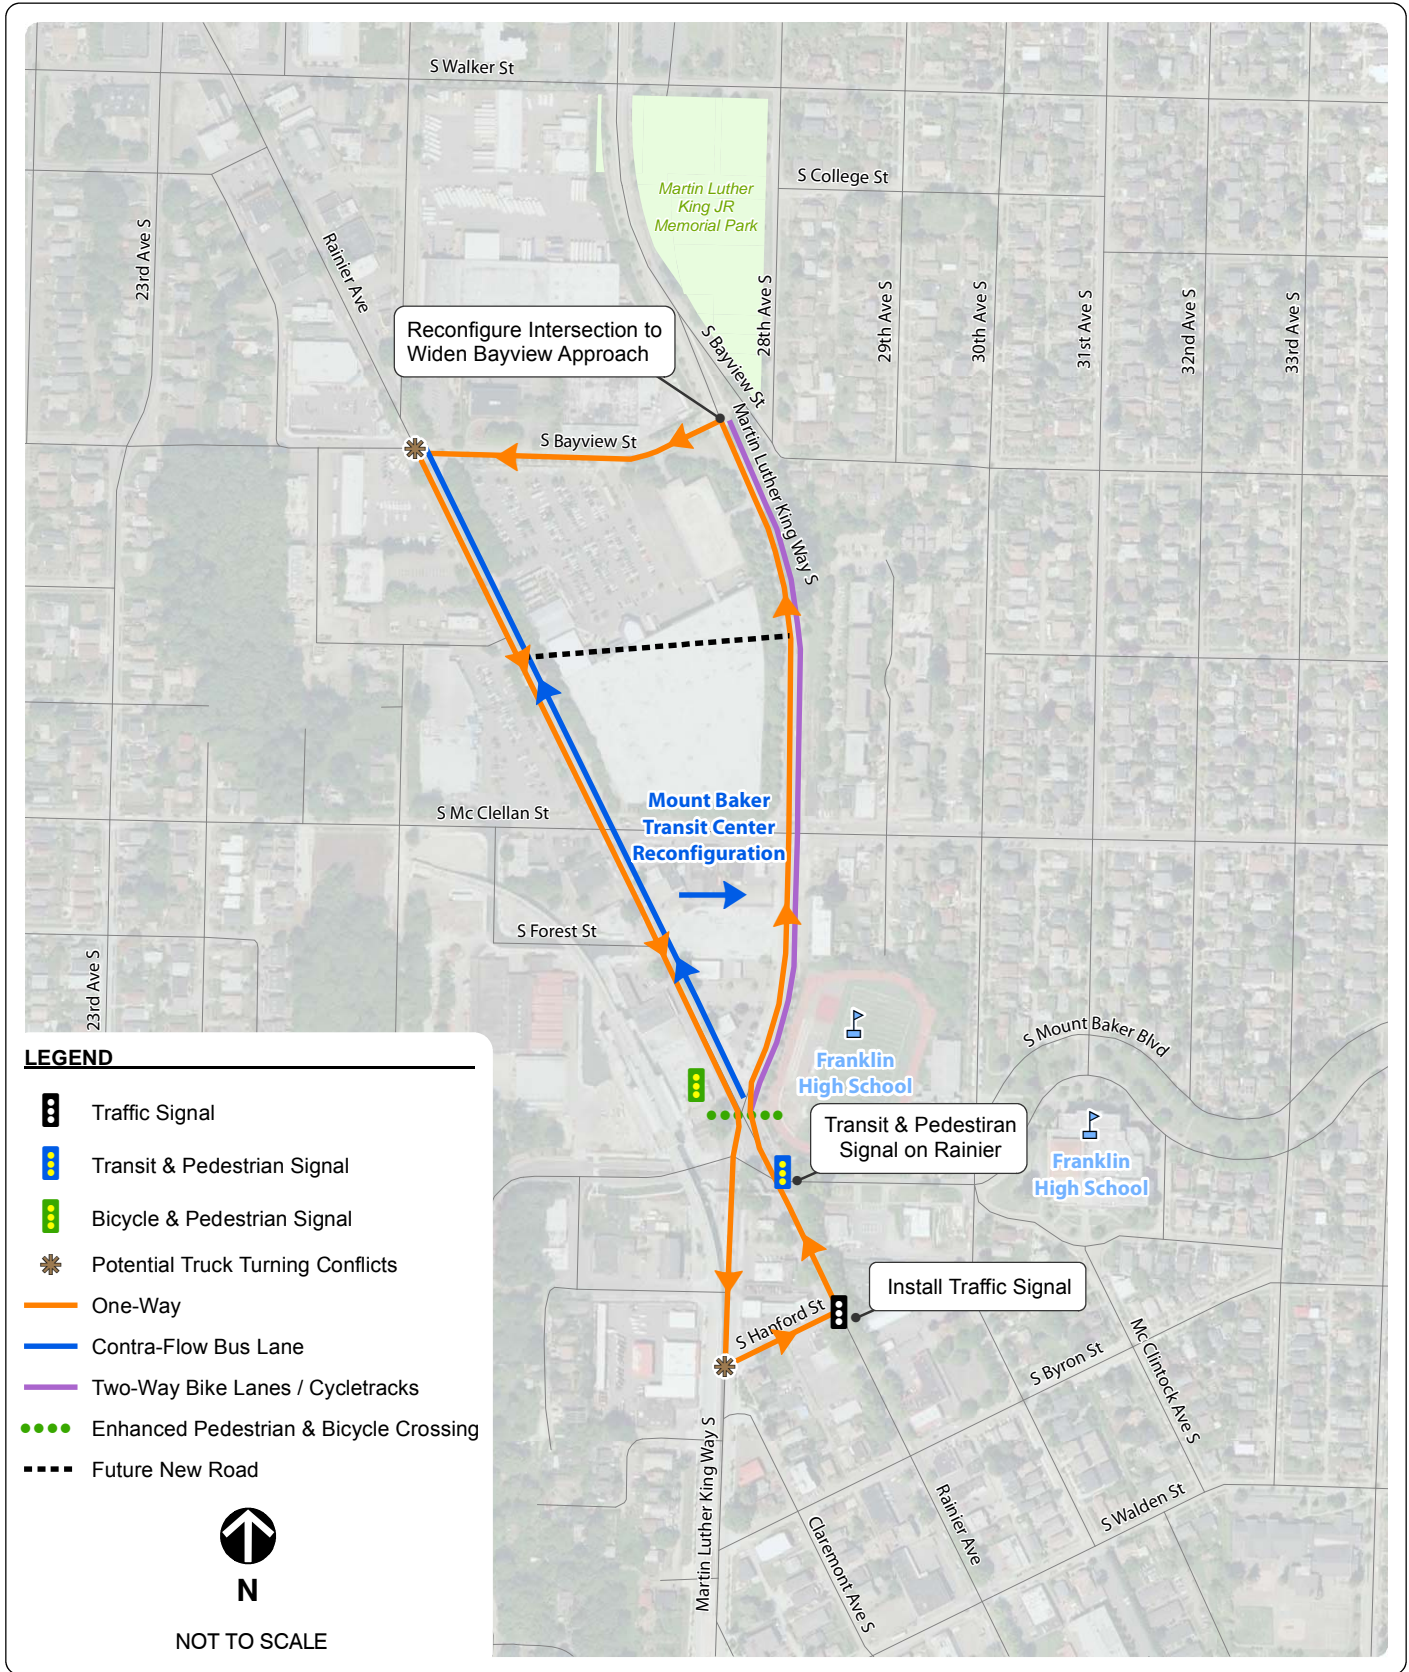 S Walker St
S College St
Martin Luther
King JR
Memorial Park
23rd Ave S
Rainier Ave
28th Ave S
29th Ave S
30th Ave S
31st Ave S
32nd Ave S
33rd Ave S
Reconfigure Intersection to
Widen Bayview Approach
S Bayview St
S Bayview St
Martin Luther King Way S
S Mc Clellan St
Mount Baker
Transit Center
Reconfiguration
S Forest St
23rd Ave S
Franklin
High School
S Mount Baker Blvd
Transit & Pedestiran
Signal on Rainier
Franklin
High School
Install Traffic Signal
S Hanford St
S Byron St
Mc Clintock Ave S
Martin Luther King Way S
Claremont Ave S
Rainier Ave
S Walden St
LEGEND
Traffic Signal
Transit & Pedestrian Signal
Bicycle & Pedestrian Signal
Potential Truck Turning Conflicts
One-Way
Contra-Flow Bus Lane
Two-Way Bike Lanes / Cycletracks
Enhanced Pedestrian & Bicycle Crossing
Future New Road
N
NOT TO SCALE